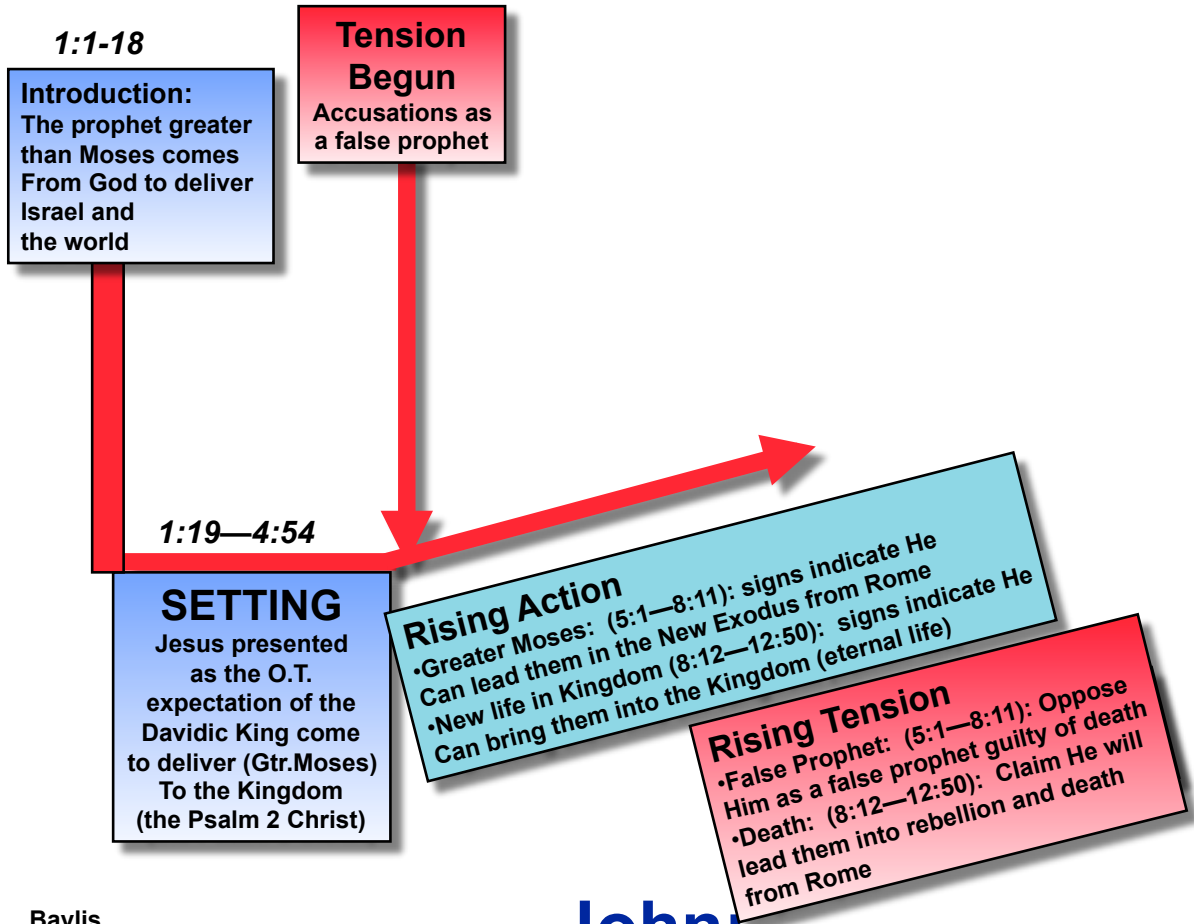 1:1-18
Introduction:
The prophet greater
than Moses comes
From God to deliver
Israel and
the world
Tension
Begun
Accusations as
a false prophet
1:19—4:54
SETTING
Jesus presented
as the O.T.
expectation of the
Davidic King come
to deliver (Gtr.Moses)
To the Kingdom
(the Psalm 2 Christ)
Rising Action
•Greater Moses: (5:1—8:11): signs indicate He
Can lead them in the New Exodus from Rome
•New life in Kingdom (8:12—12:50): signs indicate He
Can bring them into the Kingdom (eternal life)
Rising Tension
•False Prophet: (5:1—8:11): Oppose
Him as a false prophet guilty of death
•Death: (8:12—12:50): Claim He will
lead them into rebellion and death
from Rome
Baylis